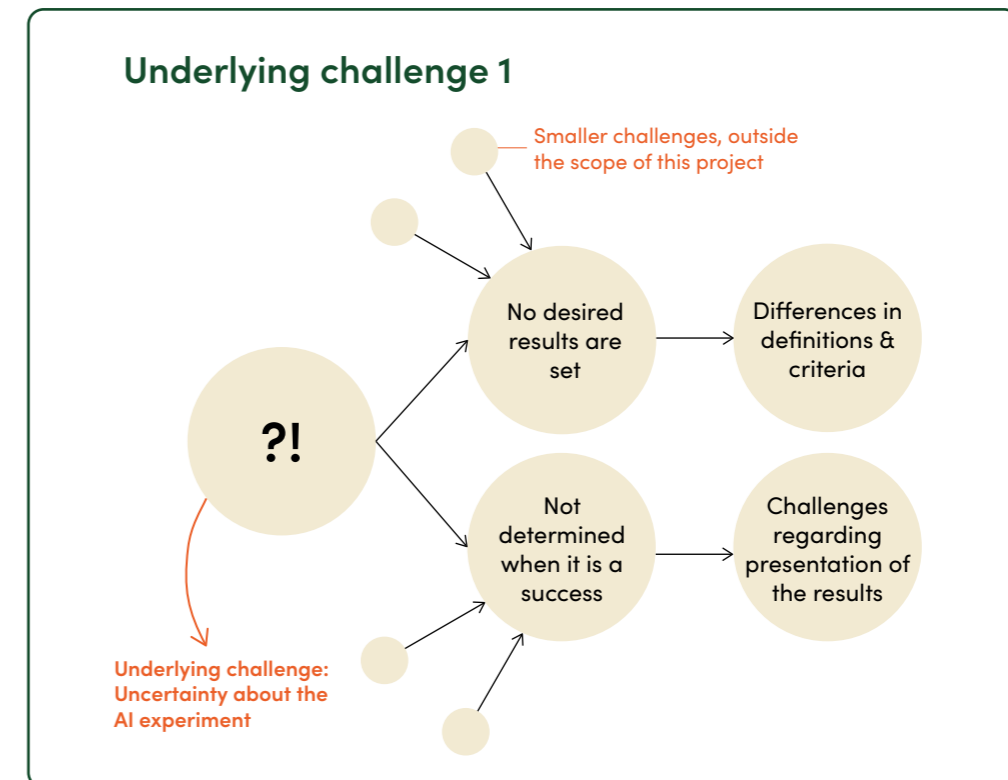 Underlying challenge 1
Smaller challenges, outside
the scope of this project
No desired
results are
set
Differences in
definitions &
criteria
?!
Not
determined
when it is a
success
Challenges
regarding
presentation of
the results
Underlying challenge:
Uncertainty about the
AI experiment